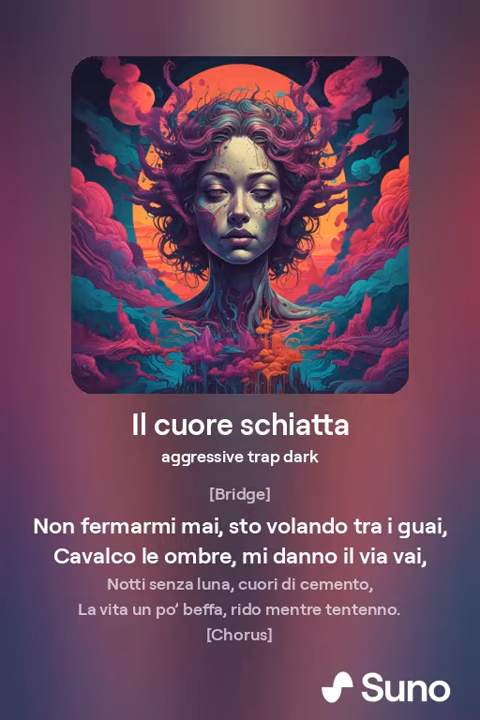 Il cuore schiatta
aggressive trap dark
[Bridge]
Non fermarmi mai, sto volando tra i guai,
Cavalco le ombre, mi danno il via vai,
Notti senza luna, cuori di cemento,
La vita un po’ beffa, rido mentre tentenno.
[Chorus]
Suno